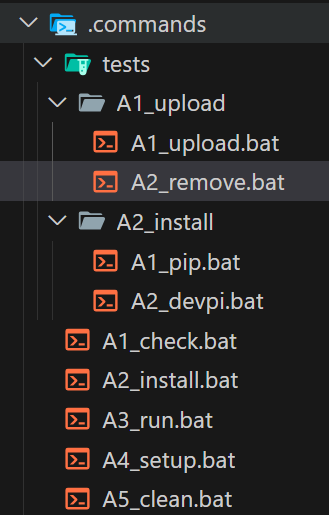 .commands
tests
A1_upload
A1_upload.bat
A2_remove.bat
A2_install
A1_pip.bat
A2_devpi.bat
A1_check.bat
A2_install.bat
A3_run.bat
A4_setup.bat
A5_clean.bat